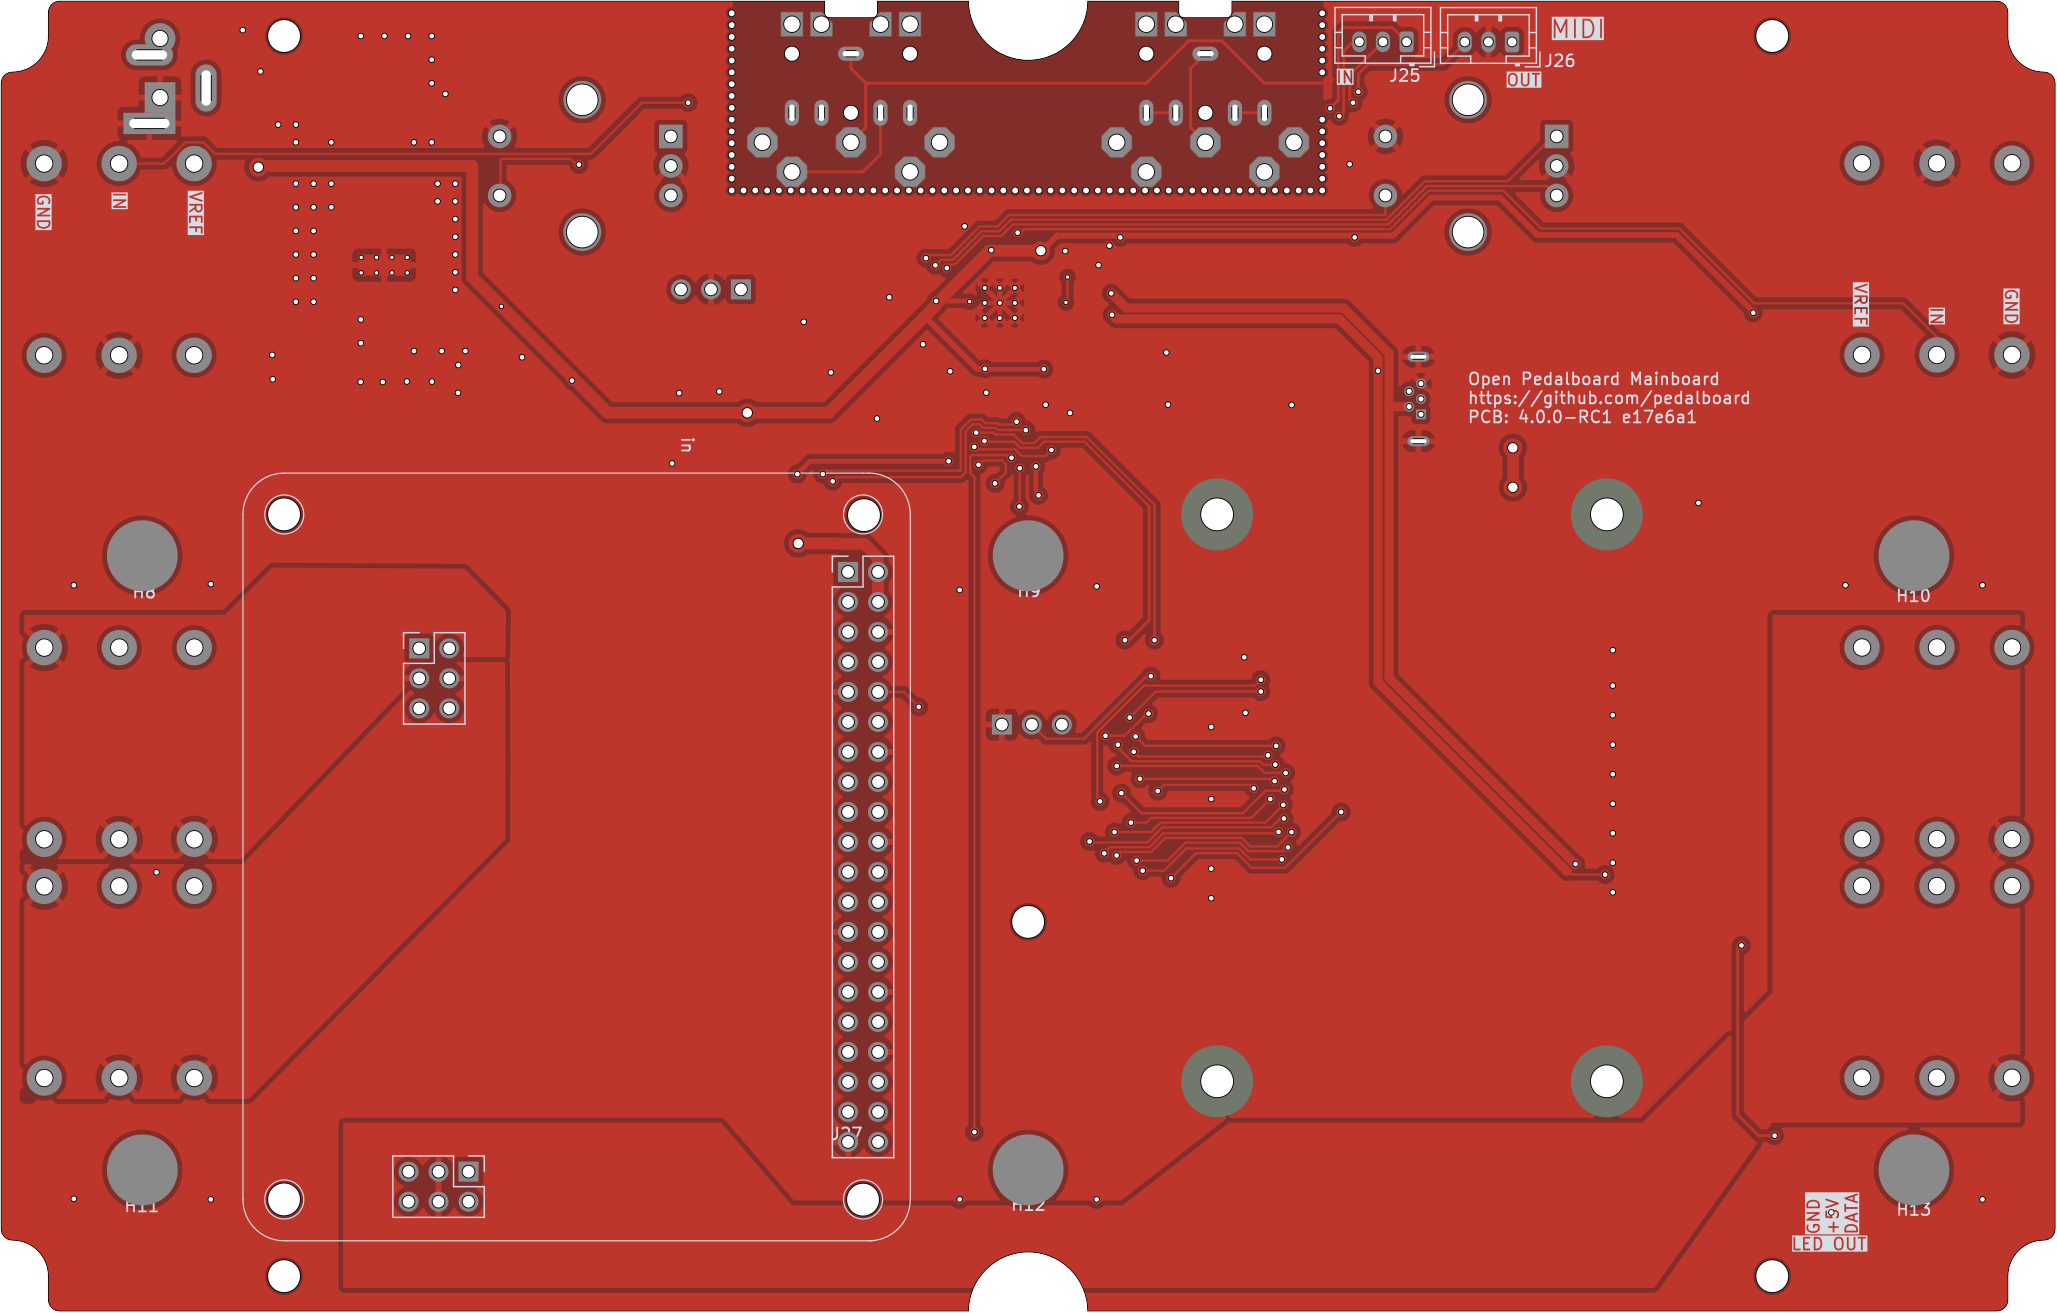 MIDI
J26
J25
IN
OUT
GND
IN
VREF
VREF
IN
GND
Open Pedalboard Mainboard
https://github.com/pedalboard
PCB: 4.0.0-RC1 e17e6a1
in
H8
H9
H10
J27
H11
H12
H13
GND
+5V
DATA
LED OUT